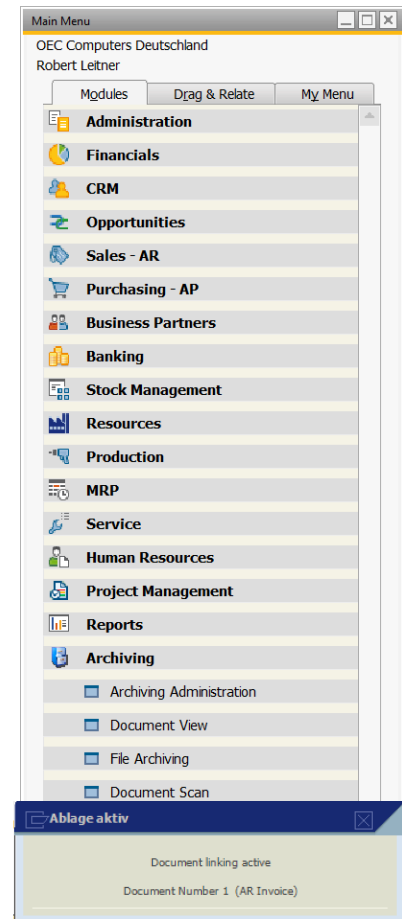 Main Menu
OEC Computers Deutschland
Robert Leitner
Modules
Drag & Relate
My Menu
Administration
Financials
CRM
Opportunities
Sales - AR
Purchasing - AP
Business Partners
Banking
Stock Management
Resources
Production
MRP
Service
Human Resources
Project Management
Reports
Archiving
Archiving Administration
Document View
File Archiving
Document Scan
Ablage aktiv
Document linking active
Document Number 1 (AR Invoice)